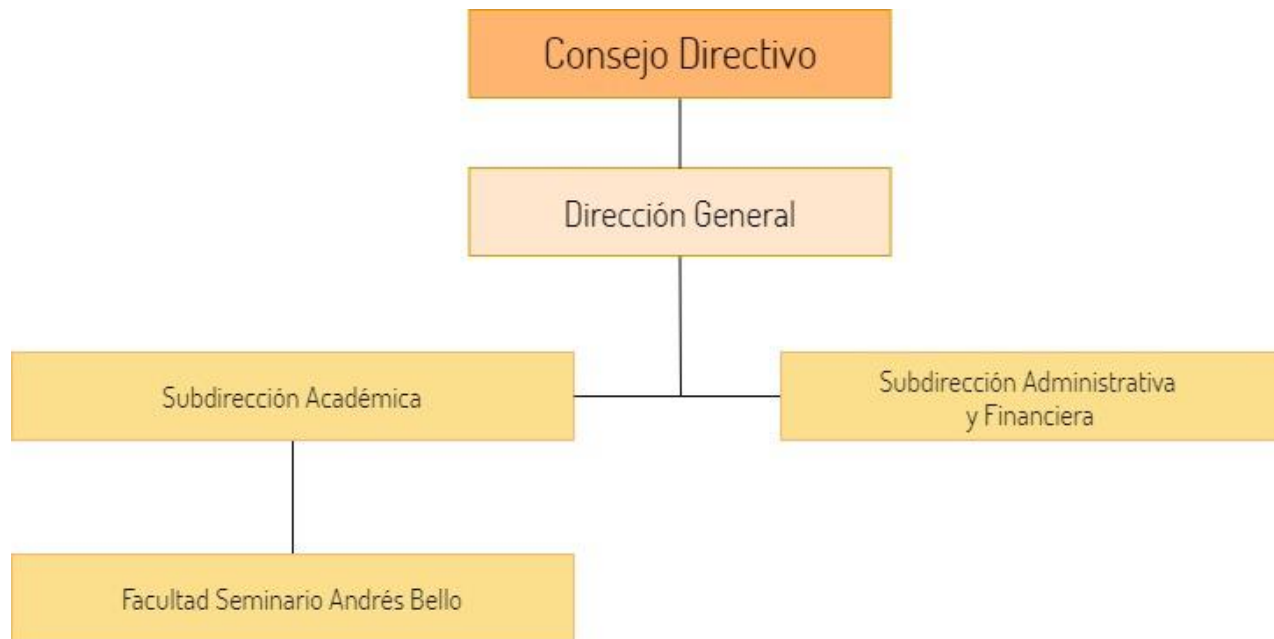 Consejo Directivo
Dirección General
Subdirección Académica
Subdirección Administrativa
y Financiera
Facultad Seminario Andrés Bello